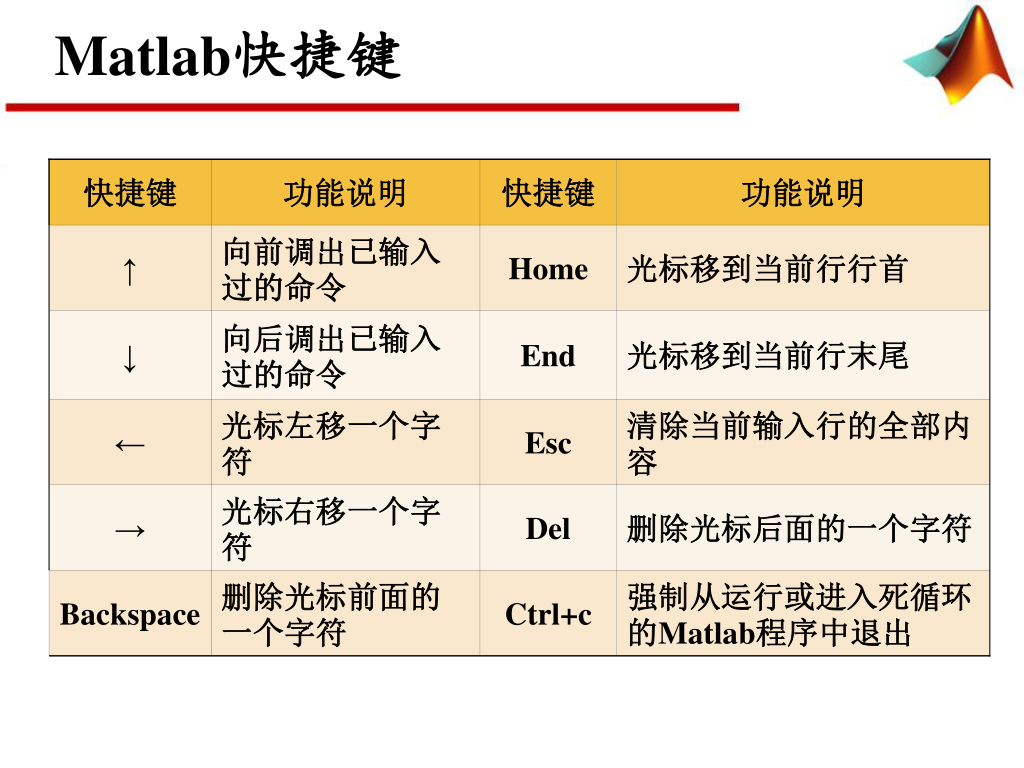 Matlab快捷键
快捷键 功能说明 快捷键 功能说明
↑ 向前调出已输入
过的命令
Home 光标移到当前行行首
↓ 向后调出已输入
过的命令
End 光标移到当前行末尾
← 光标左移一个字
符
Esc 清除当前输入行的全部内
容
→ 光标右移一个字
符
Del 删除光标后面的一个字符
Backspace 删除光标前面的
一个字符
Ctrl+c 强制从运行或进入死循环
的Matlab程序中退出